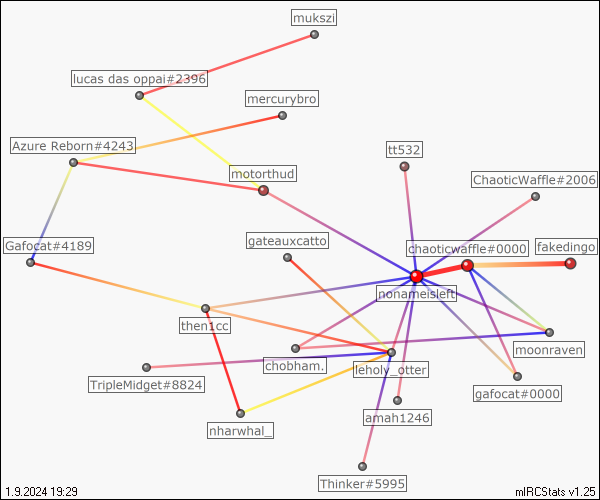 mukszi
lucas das oppai#2396
mercurybro
Azure Reborn#4243
tt532
motorthud
ChaoticWaffle#2006
gateauxcatto
Gafocat#4189
chaoticwaffle#0000
fakedingo
nonameisleft
then1cc
moonraven
chobham.
leholy_otter
TripleMidget#8824
gafocat#0000
amah1246
nharwhal_
Thinker#5995
1.9.2024 19:29
mIRCStats v1.25